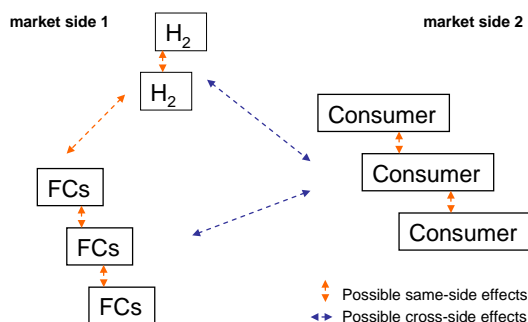 market side 1
market side 2
H2
H2
FCs
FCs
FCs
Consumer
Consumer
Consumer
Possible same-side effects
Possible cross-side effects